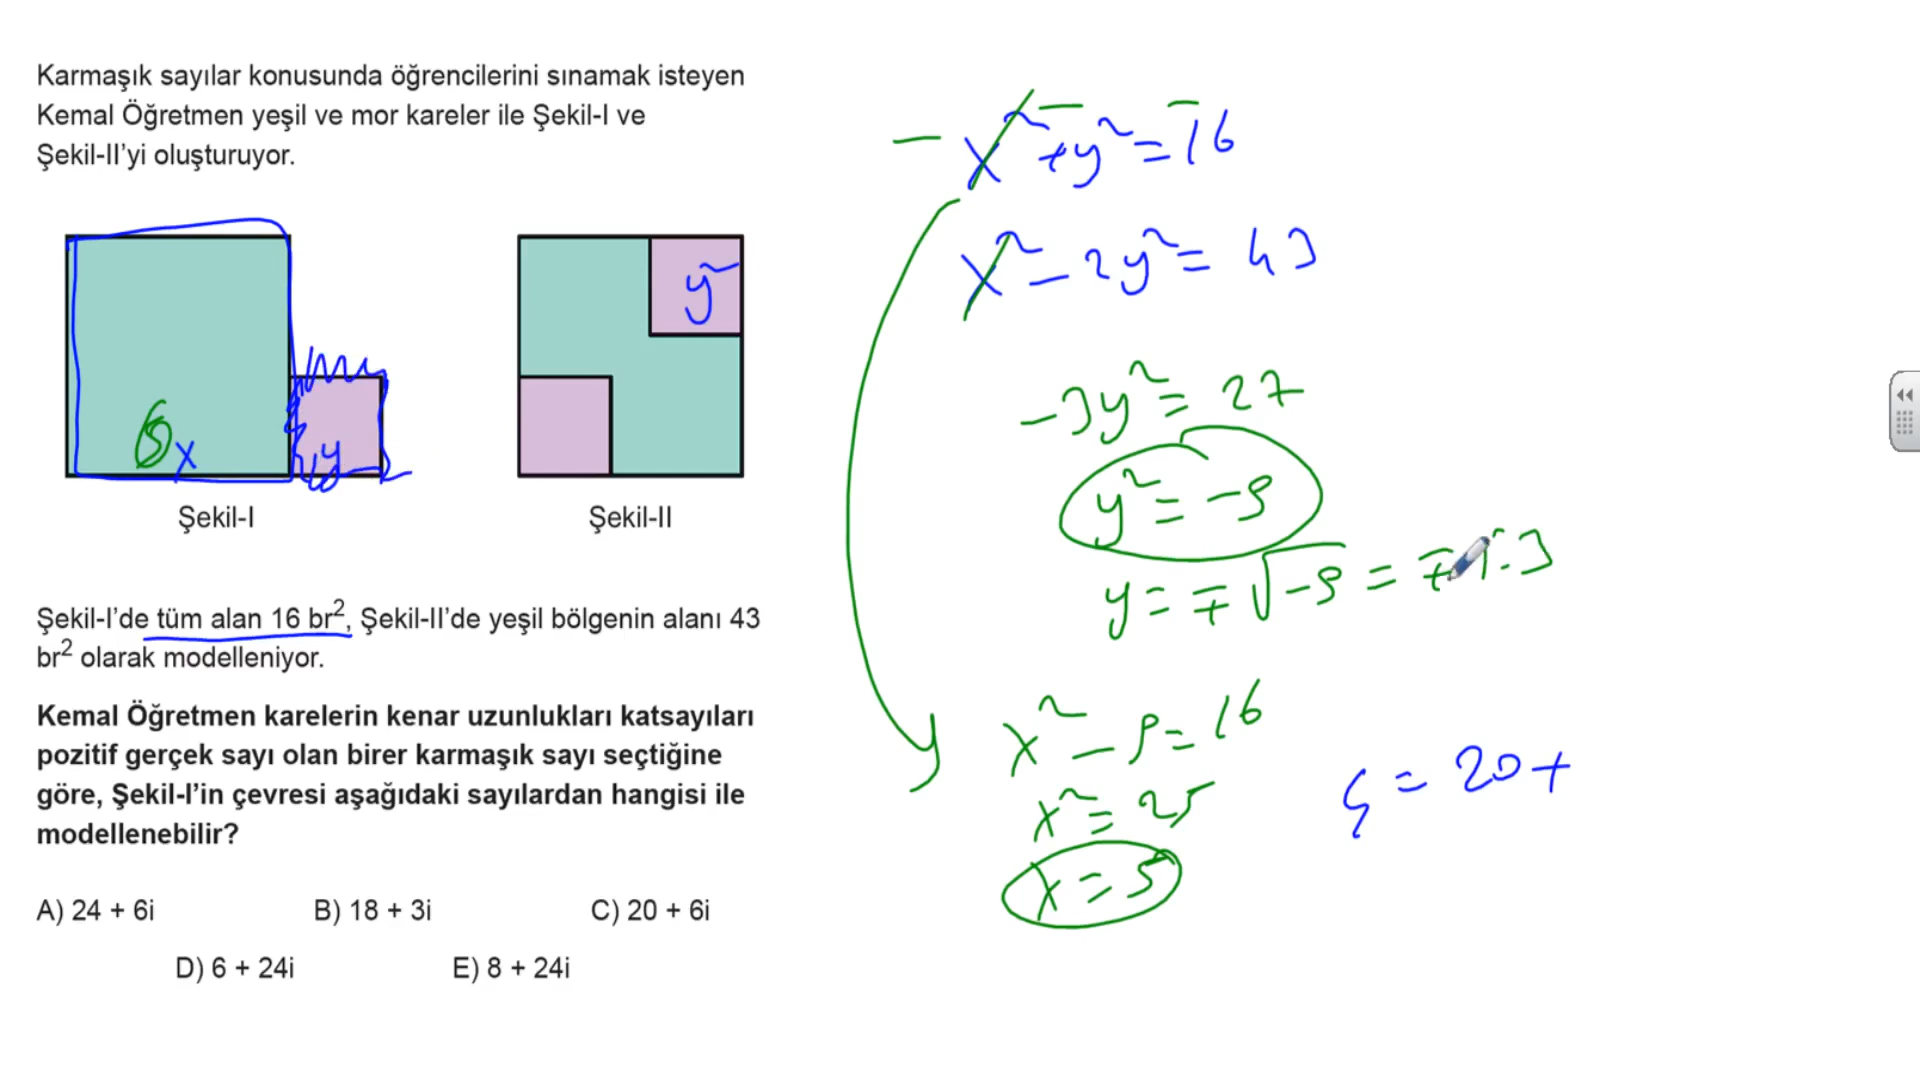 Karmaşık sayılar konusunda öğrencilerini sınamak isteyen
Kemal Öğretmen yeşil ve mor kareler ile Şekil-I ve
Şekil-II'yi oluşturuyor.
x
y
y²
Şekil-I
Şekil-II
Şekil-I'de tüm alan 16 br², Şekil-II'de yeşil bölgenin alanı 43
br² olarak modelleniyor.
Kemal Öğretmen karelerin kenar uzunlukları katsayıları
pozitif gerçek sayı olan birer karmaşık sayı seçtiğine
göre, Şekil-I'in çevresi aşağıdaki sayılardan hangisi ile
modellenebilir?
A) 24 + 6i
B) 18 + 3i
C) 20 + 6i
D) 6 + 24i
E) 8 + 24i
x² + y² = 16
x² - 2y² = 43
-3y² = 27
y² = -9
y = ∓√-9 = ∓i.3
x² - 9 = 16
x² = 25
x = 5
Ç = 20 +